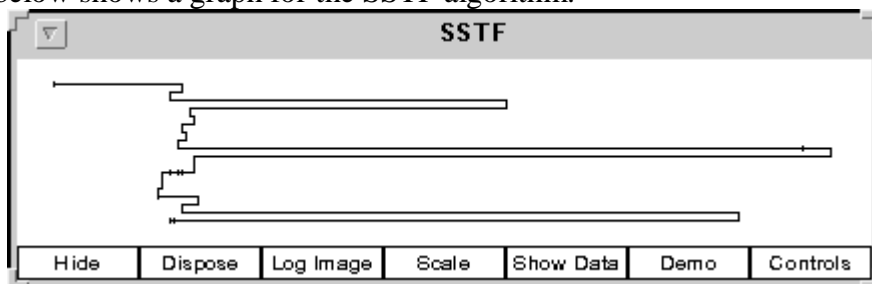 below shows a graph for the SSTF algorithm.
SSTF
Hide Dispose Log Image Scale Show Data Demo Controls